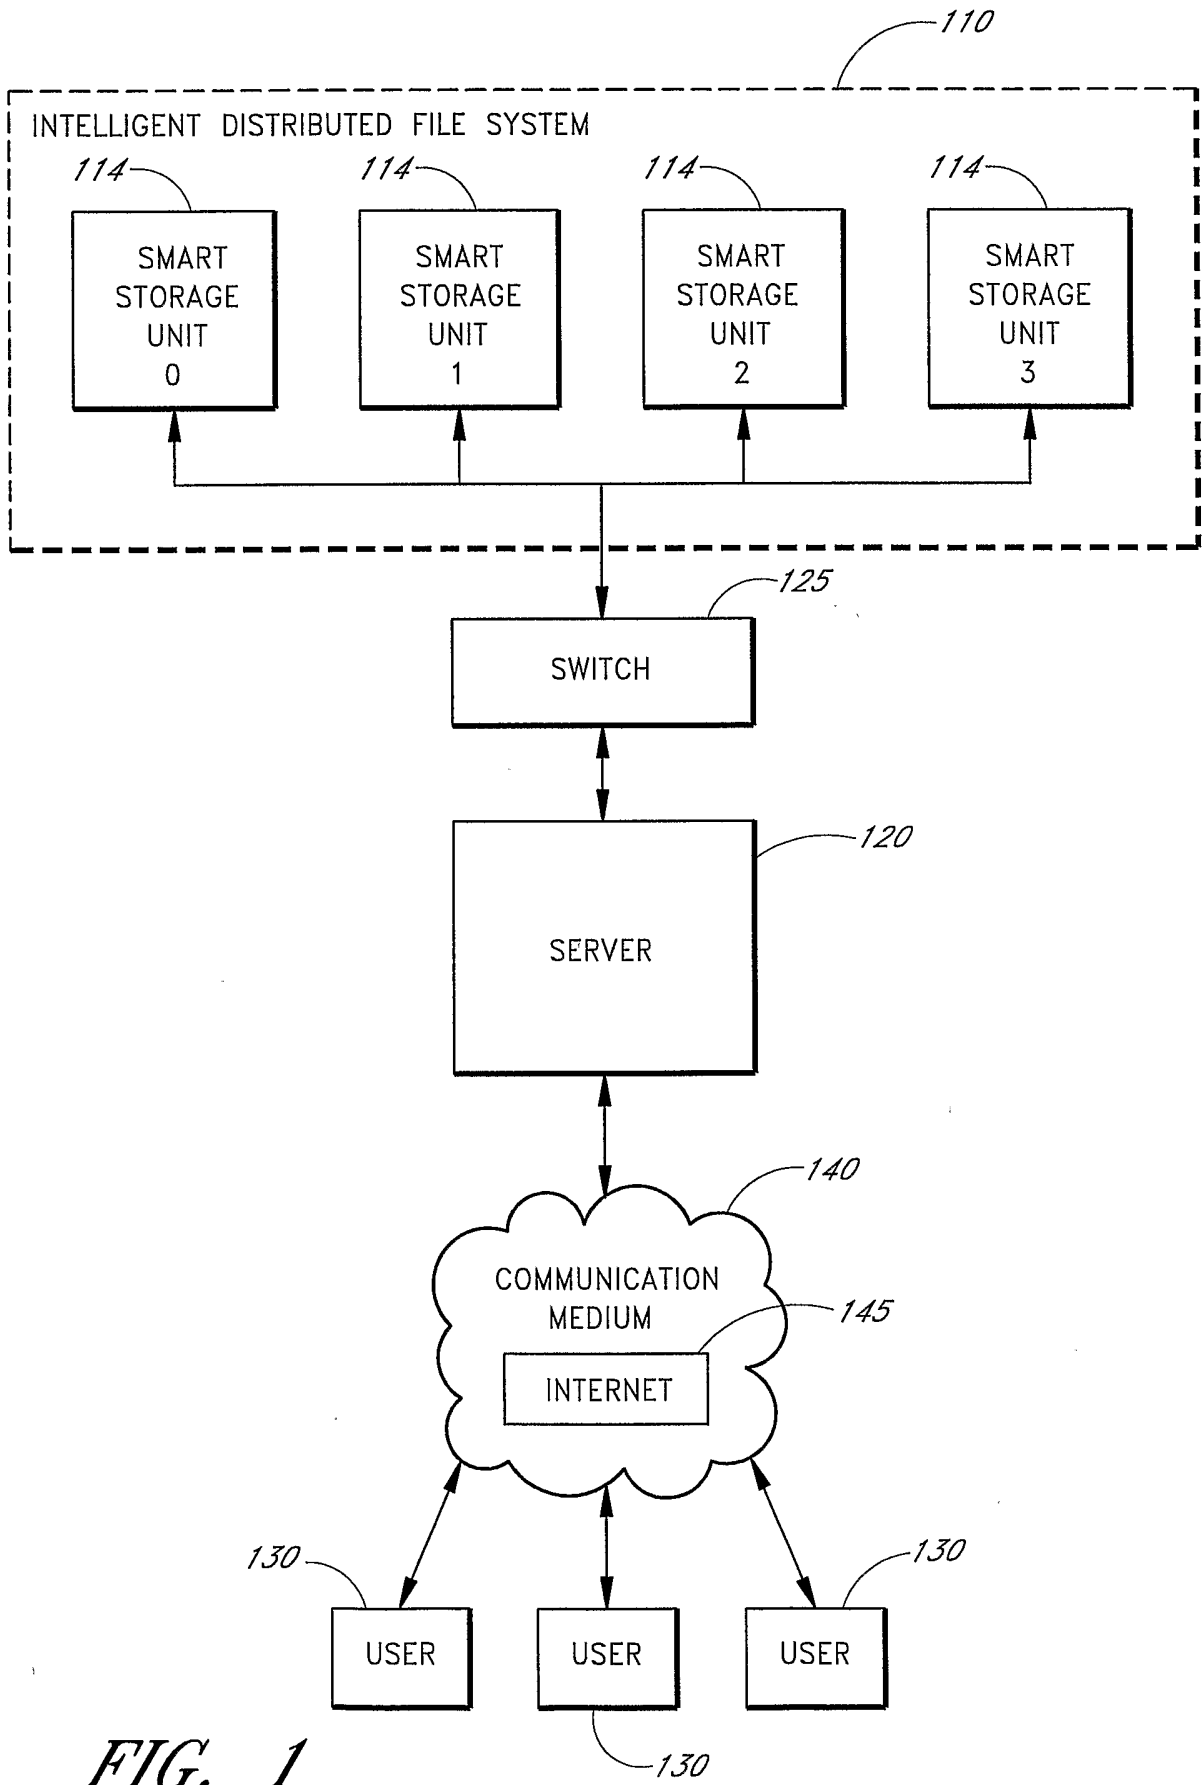 110
INTELLIGENT DISTRIBUTED FILE SYSTEM
114
114
114
114
SMART
STORAGE
UNIT
0
SMART
STORAGE
UNIT
1
SMART
STORAGE
UNIT
2
SMART
STORAGE
UNIT
3
125
SWITCH
120
SERVER
140
COMMUNICATION
MEDIUM
145
INTERNET
130
130
USER
USER
USER
130
FIG. 1